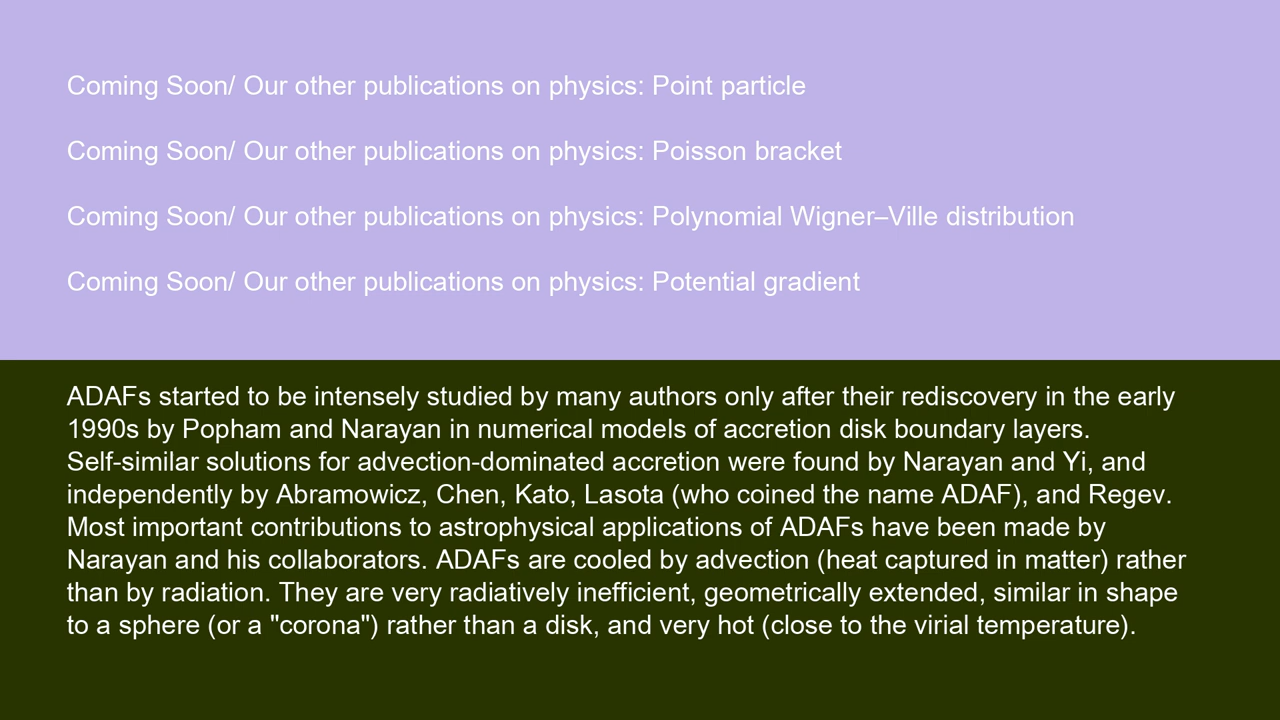 Coming Soon/ Our other publications on physics: Point particle
Coming Soon/ Our other publications on physics: Poisson bracket
Coming Soon/ Our other publications on physics: Polynomial Wigner–Ville distribution
Coming Soon/ Our other publications on physics: Potential gradient
ADAFs started to be intensely studied by many authors only after their rediscovery in the early
1990s by Popham and Narayan in numerical models of accretion disk boundary layers.
Self-similar solutions for advection-dominated accretion were found by Narayan and Yi, and
independently by Abramowicz, Chen, Kato, Lasota (who coined the name ADAF), and Regev.
Most important contributions to astrophysical applications of ADAFs have been made by
Narayan and his collaborators. ADAFs are cooled by advection (heat captured in matter) rather
than by radiation. They are very radiatively inefficient, geometrically extended, similar in shape
to a sphere (or a "corona") rather than a disk, and very hot (close to the virial temperature).